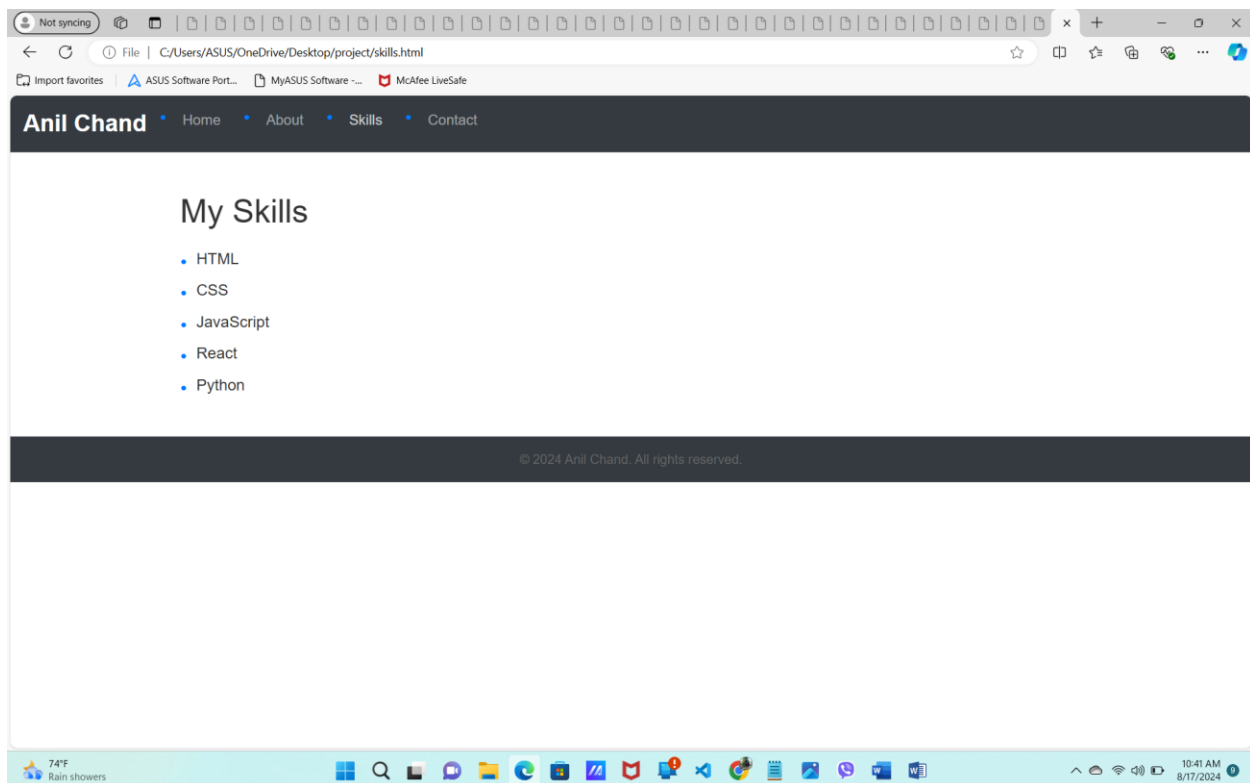 Not syncing
File | C:/Users/ASUS/OneDrive/Desktop/project/skills.html
Import favorites ASUS Software Port... MyASUS Software -... McAfee LiveSafe
Anil Chand • Home • About • Skills • Contact
My Skills
• HTML
• CSS
• JavaScript
• React
• Python
© 2024 Anil Chand. All rights reserved.
74°F
Rain showers
10:41 AM
8/17/2024
9